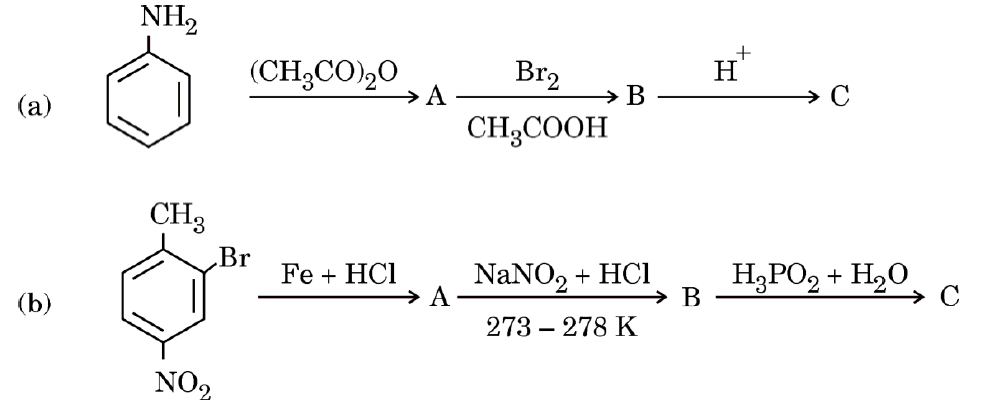 NH₂
(a) (CH₃CO)₂O A Br₂ CH₃COOH B H⁺ C
CH₃
Br
(b) Fe + HCl A NaNO₂ + HCl 273 – 278 K B H₃PO₂ + H₂O C
NO₂